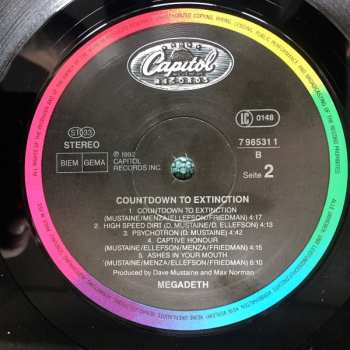 Capitol
RECORDS
ST 33
STEREO
BIEM GEMA
℗ 1992
CAPITOL
RECORDS INC.
LC 0148
7 96531 1
B
Seite 2
COUNTDOWN TO EXTINCTION
1. COUNTDOWN TO EXTINCTION
(MUSTAINE/MENZA/ELLEFSON/FRIEDMAN) 4:17
2. HIGH SPEED DIRT (D. MUSTAINE/D. ELLEFSON) 4:13
3. PSYCHOTRON (D. MUSTAINE) 4:42
4. CAPTIVE HONOUR
(MUSTAINE/MENZA/ELLEFSON/FRIEDMAN) 4:15
5. ASHES IN YOUR MOUTH
(MUSTAINE/MENZA/ELLEFSON/FRIEDMAN) 6:10
Produced by Dave Mustaine and Max Norman
MEGADETH